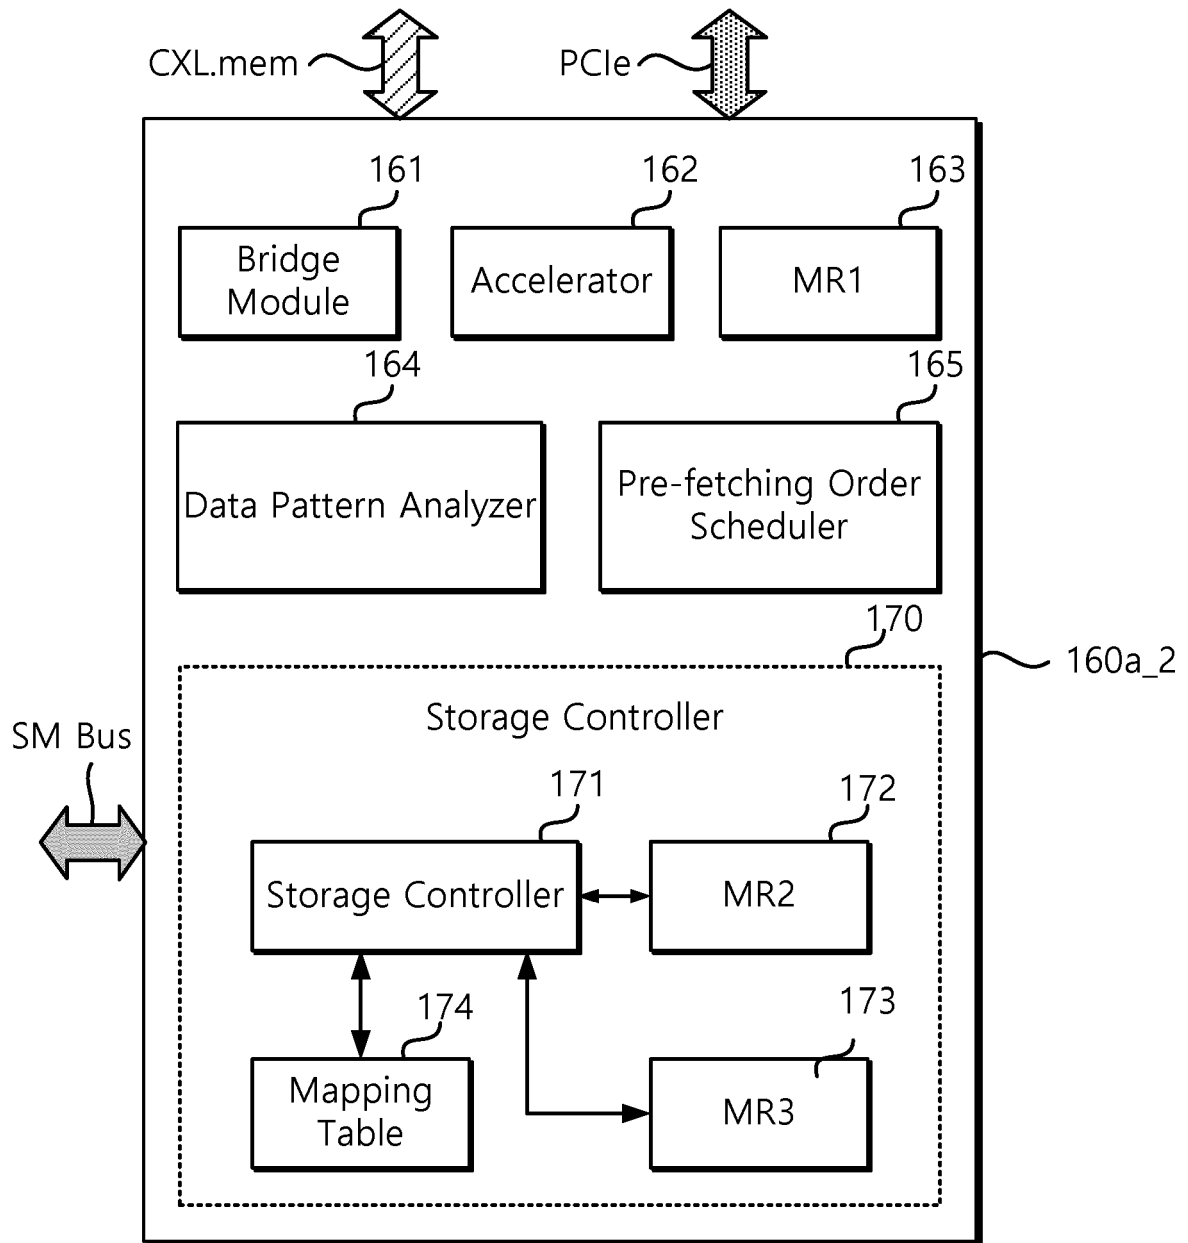 CXL.mem
PCIe
161
162
163
Bridge
Module
Accelerator
MR1
164
165
Data Pattern Analyzer
Pre-fetching Order
Scheduler
170
160a_2
Storage Controller
SM Bus
171
172
Storage Controller
MR2
174
173
Mapping
Table
MR3